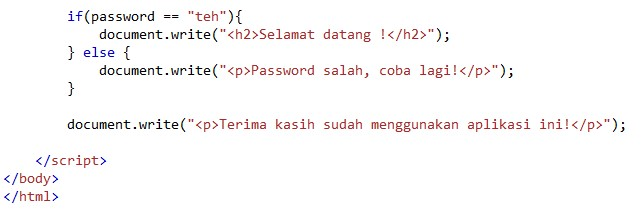 if(password == "teh"){
document.write("<h2>Selamat datang !</h2>");
} else {
document.write("<p>Password salah, coba lagi!</p>");
}
document.write("<p>Terima kasih sudah menggunakan aplikasi ini!</p>");
</script>
</body>
</html>